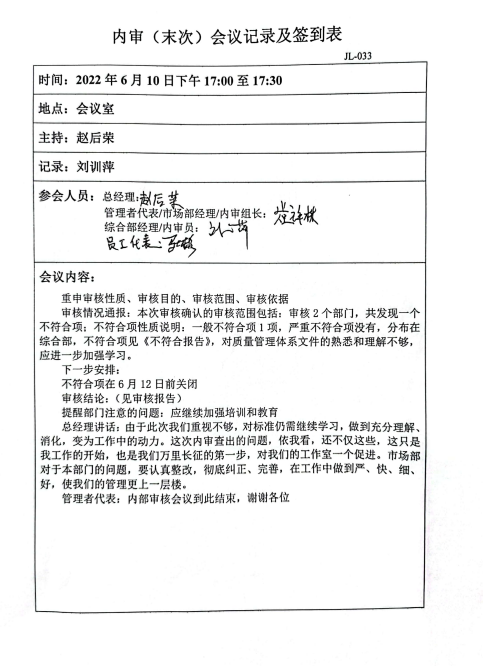 内审（末次）会议记录及签到表
JL-033
时间：2022 年 6 月 10 日下午 17:00 至 17:30
地点：会议室
主持：赵后荣
记录：刘训萍
参会人员：总经理：赵后荣
管理者代表/市场部经理/内审组长：
综合部经理/内审员：
员工代表：
会议内容：
重申审核性质、审核目的、审核范围、审核依据
审核情况通报：本次审核确认的审核范围包括：审核 2 个部门，共发现一个
不符合项；不符合项性质说明：一般不符合项 1 项，严重不符合项没有，分布在
综合部，不符合项见《不符合报告》，对质量管理体系文件的熟悉和理解不够，
应进一步加强学习。
下一步安排：
不符合项在 6 月 12 日前关闭
审核结论：（见审核报告）
提醒部门注意的问题：应继续加强培训和教育
总经理讲话：由于此次我们重视不够，对标准仍需继续学习，做到充分理解、
消化，变为工作中的动力。这次内审查出的问题，依我看，还不仅这些，这只是
我工作的开始，也是我们万里长征的第一步，对我们的工作室一个促进。市场部
对于本部门的问题，要认真整改，彻底纠正、完善，在工作中做到严、快、细、
好，使我们的管理更上一层楼。
管理者代表：内部审核会议到此结束，谢谢各位